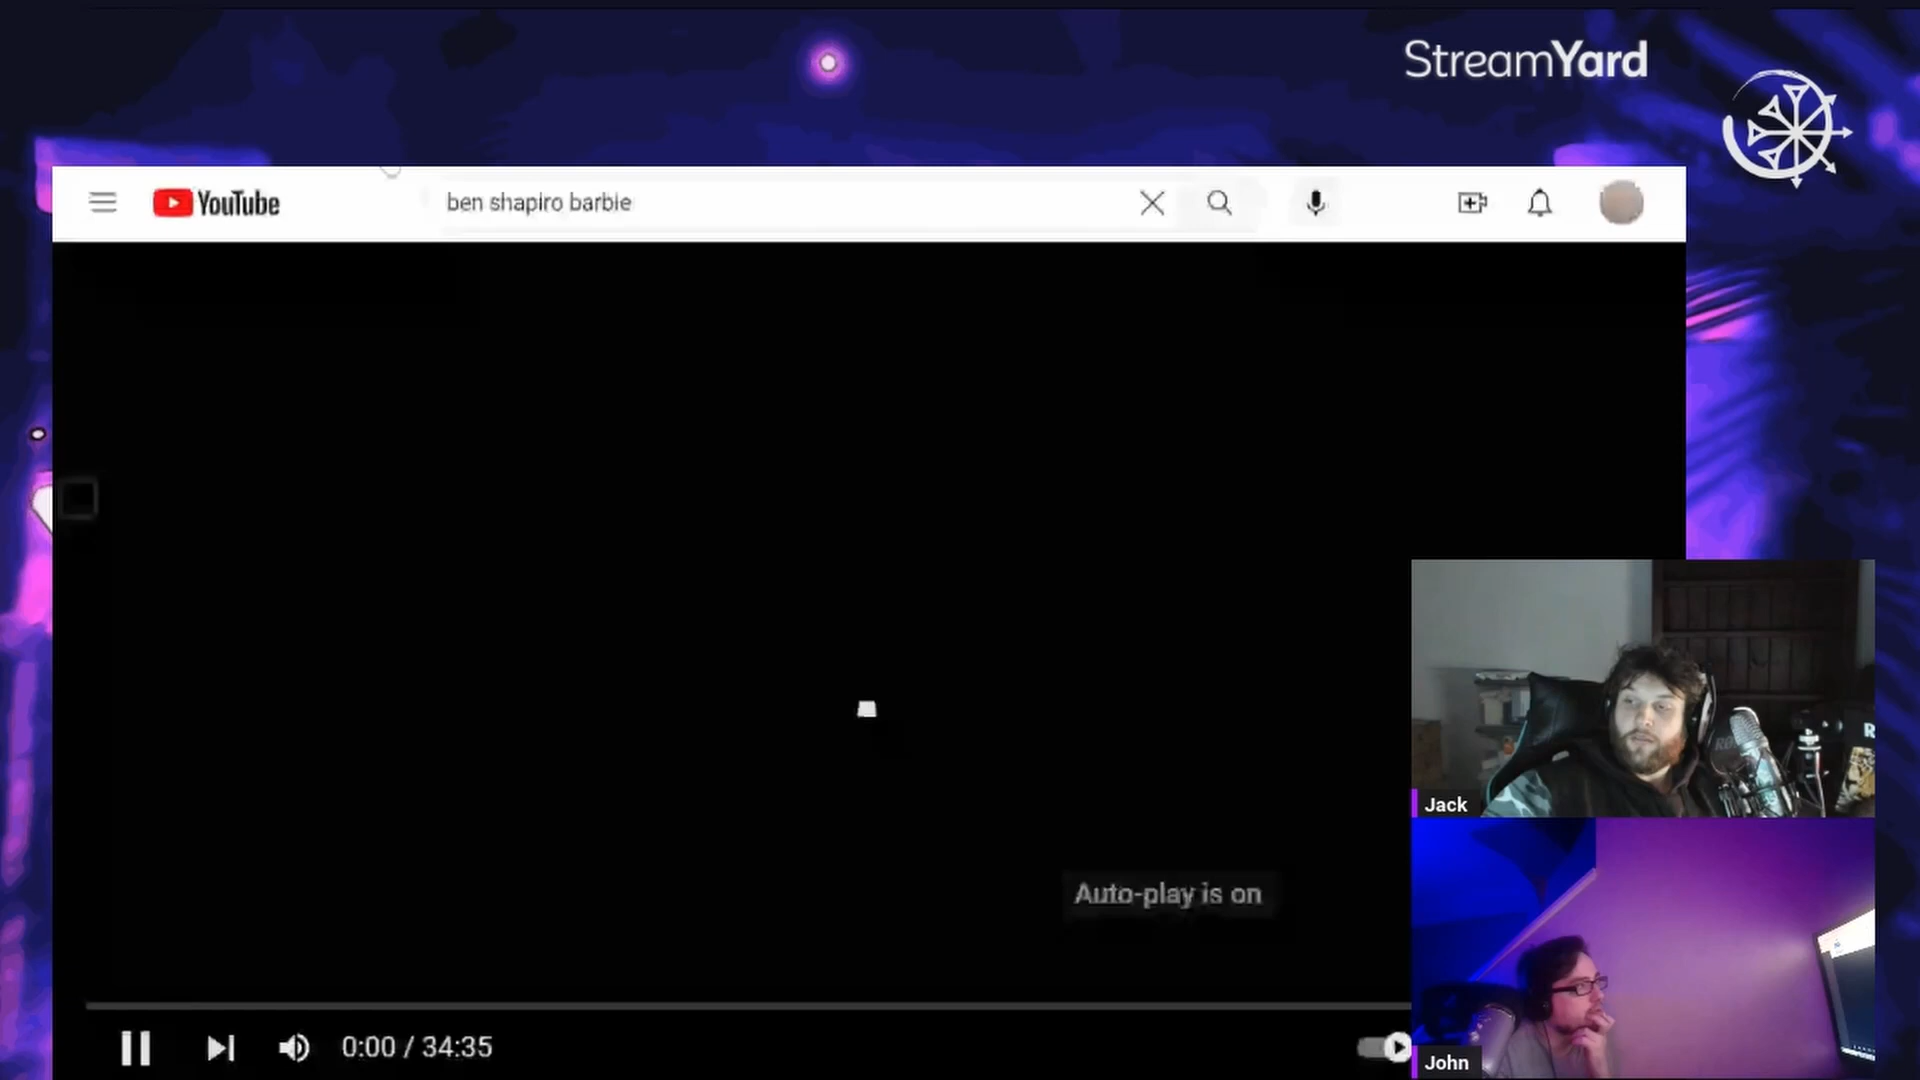 StreamYard
YouTube
ben shapiro barbie
Auto-play is on
0:00 / 34:35
Jack
John